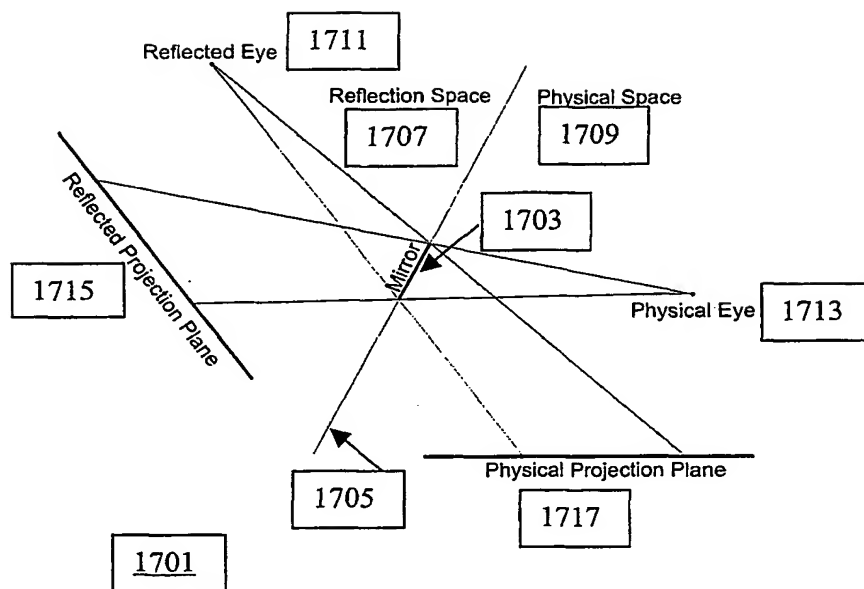 Reflected Eye
1711
Reflection Space
1707
Physical Space
1709
Reflected Projection Plane
1715
Mirror
1703
Physical Eye
1713
1705
Physical Projection Plane
1717
1701